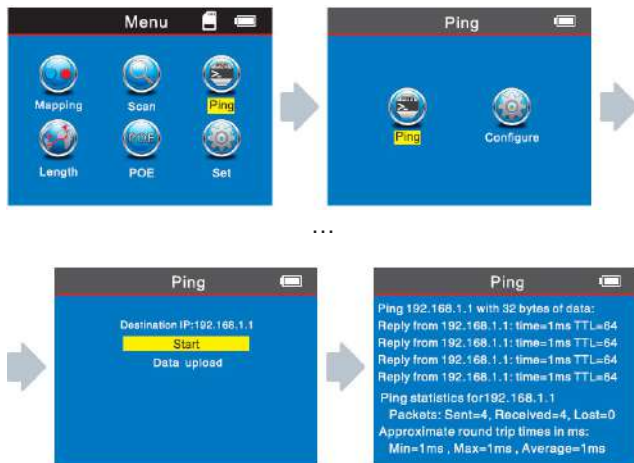 Menu
Mapping
Scan
Ping
Length
POE
POE
Set
Ping
Ping
Configure
...
Ping
Destination IP:192.168.1.1
Start
Data upload
Ping
Ping 192.168.1.1 with 32 bytes of data:
Reply from 192.168.1.1: time=1ms TTL=64
Reply from 192.168.1.1: time=1ms TTL=64
Reply from 192.168.1.1: time=1ms TTL=64
Reply from 192.168.1.1: time=1ms TTL=64
Ping statistics for192.168.1.1
Packets: Sent=4, Received=4, Lost=0
Approximate round trip times in ms:
Min=1ms , Max=1ms , Average=1ms